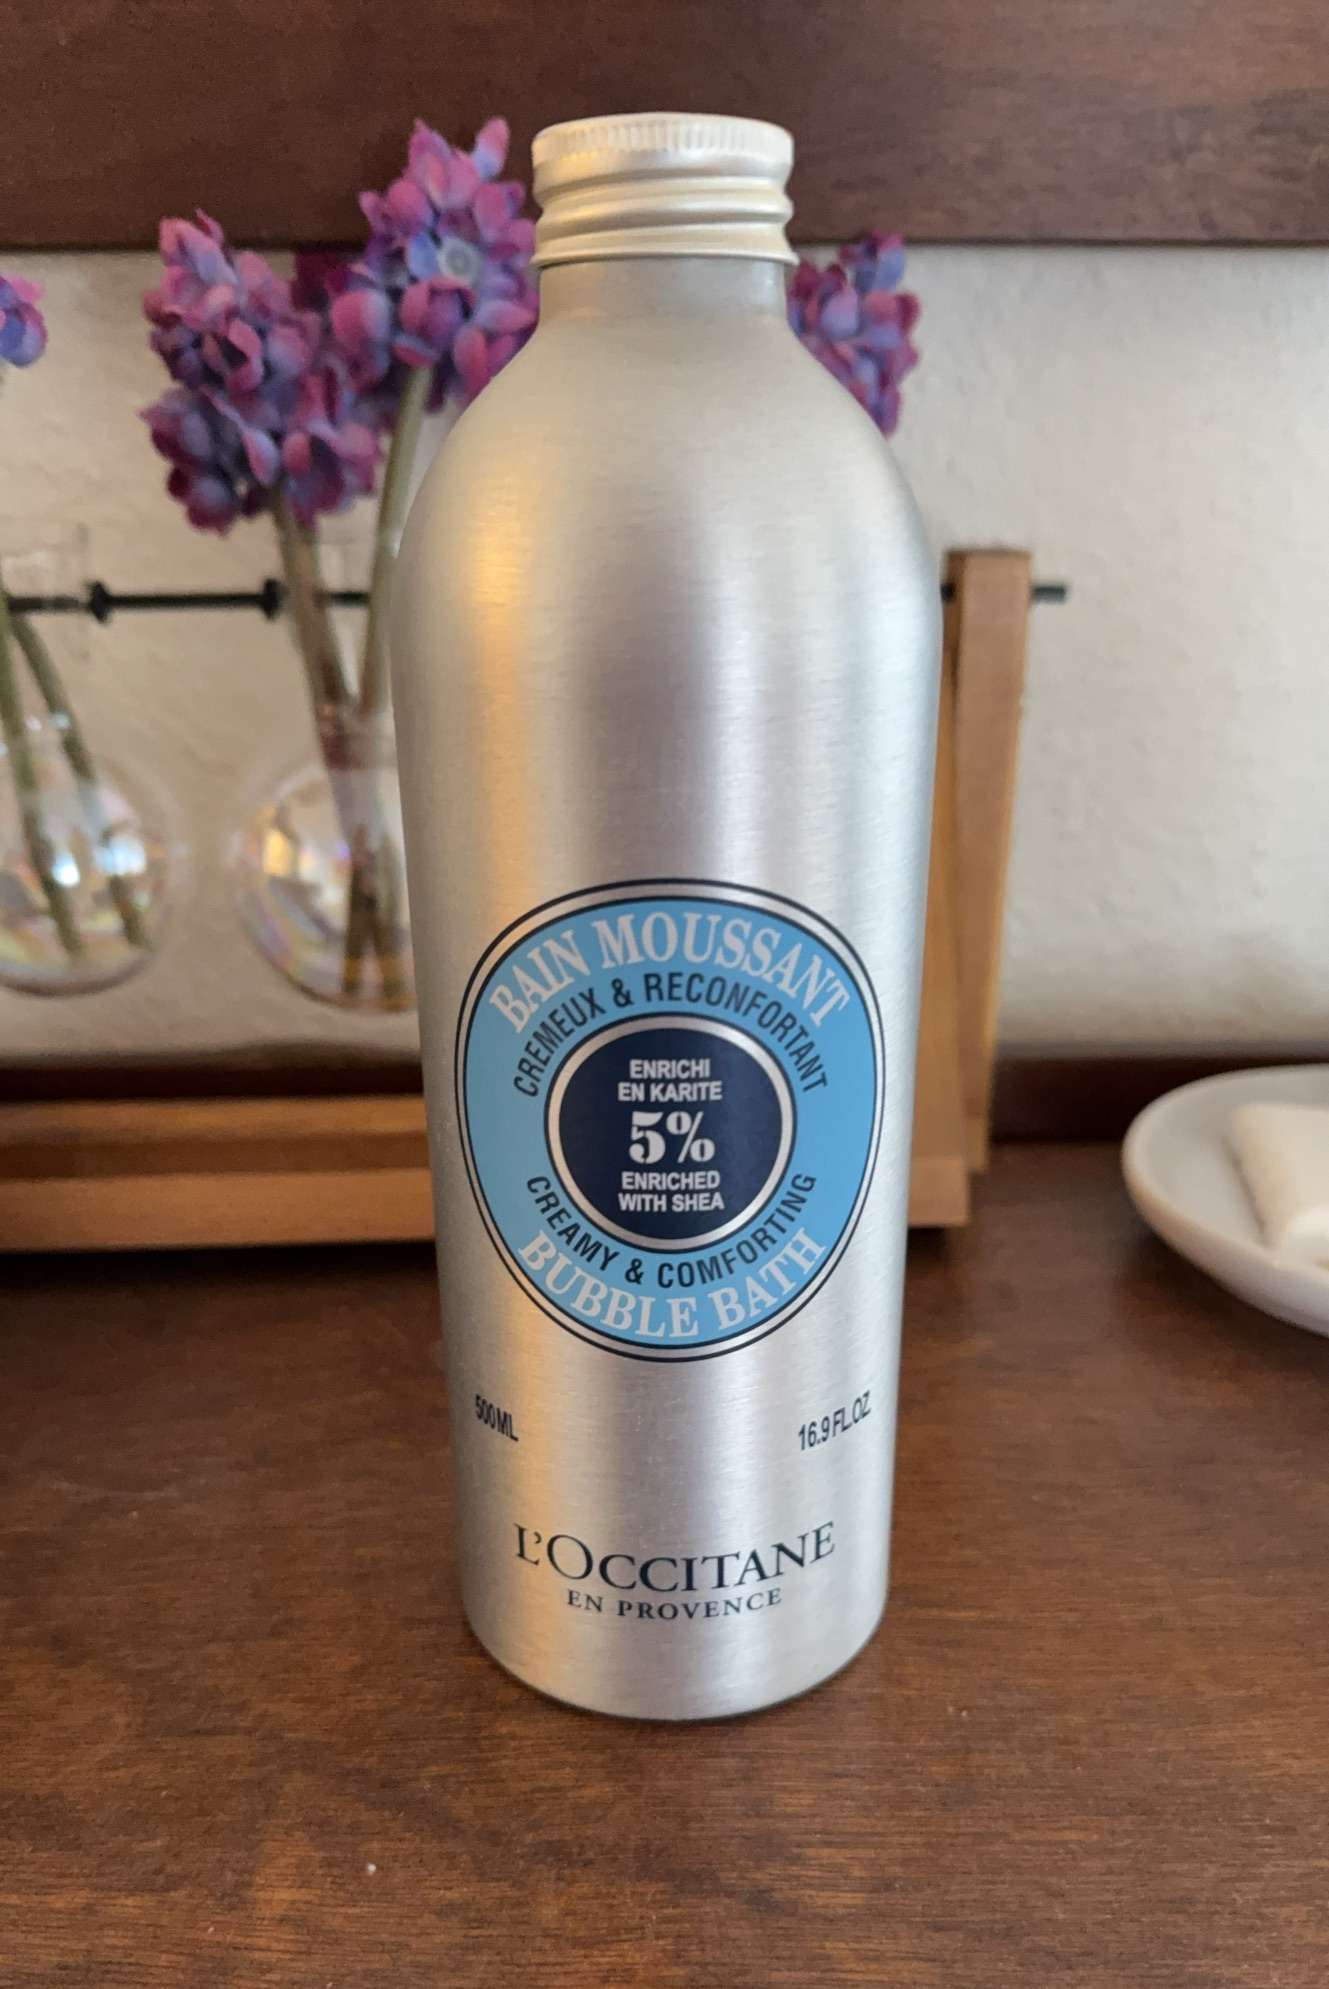 BAIN MOUSSANT
CREMEUX & RECONFORTANT
ENRICHI
EN KARITE
5%
ENRICHED
WITH SHEA
CREAMY & COMFORTING
BUBBLE BATH
500ML
16.9 FL.OZ.
L'OCCITANE
EN PROVENCE